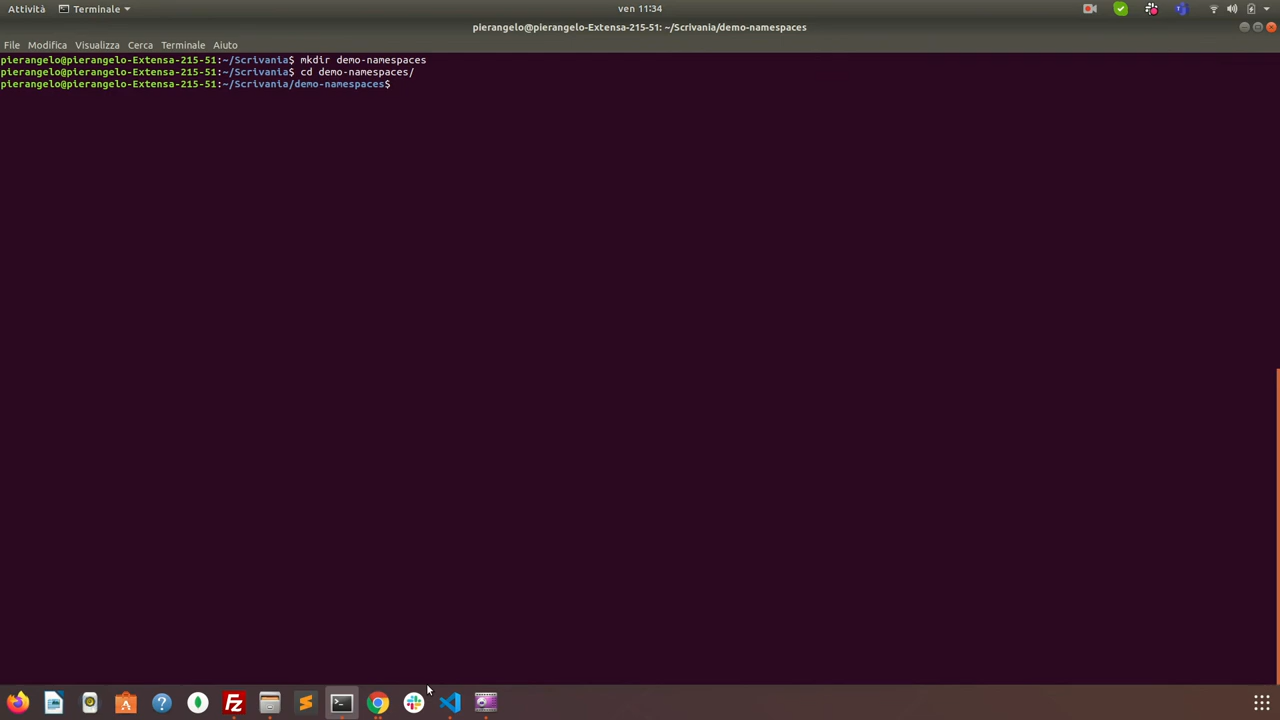 Attività Terminale ven 11:34
pierangelo@pierangelo-Extensa-215-51: ~/Scrivania/demo-namespaces
File Modifica Visualizza Cerca Terminale Aiuto
pierangelo@pierangelo-Extensa-215-51:~/Scrivania$ mkdir demo-namespaces
pierangelo@pierangelo-Extensa-215-51:~/Scrivania$ cd demo-namespaces/
pierangelo@pierangelo-Extensa-215-51:~/Scrivania/demo-namespaces$